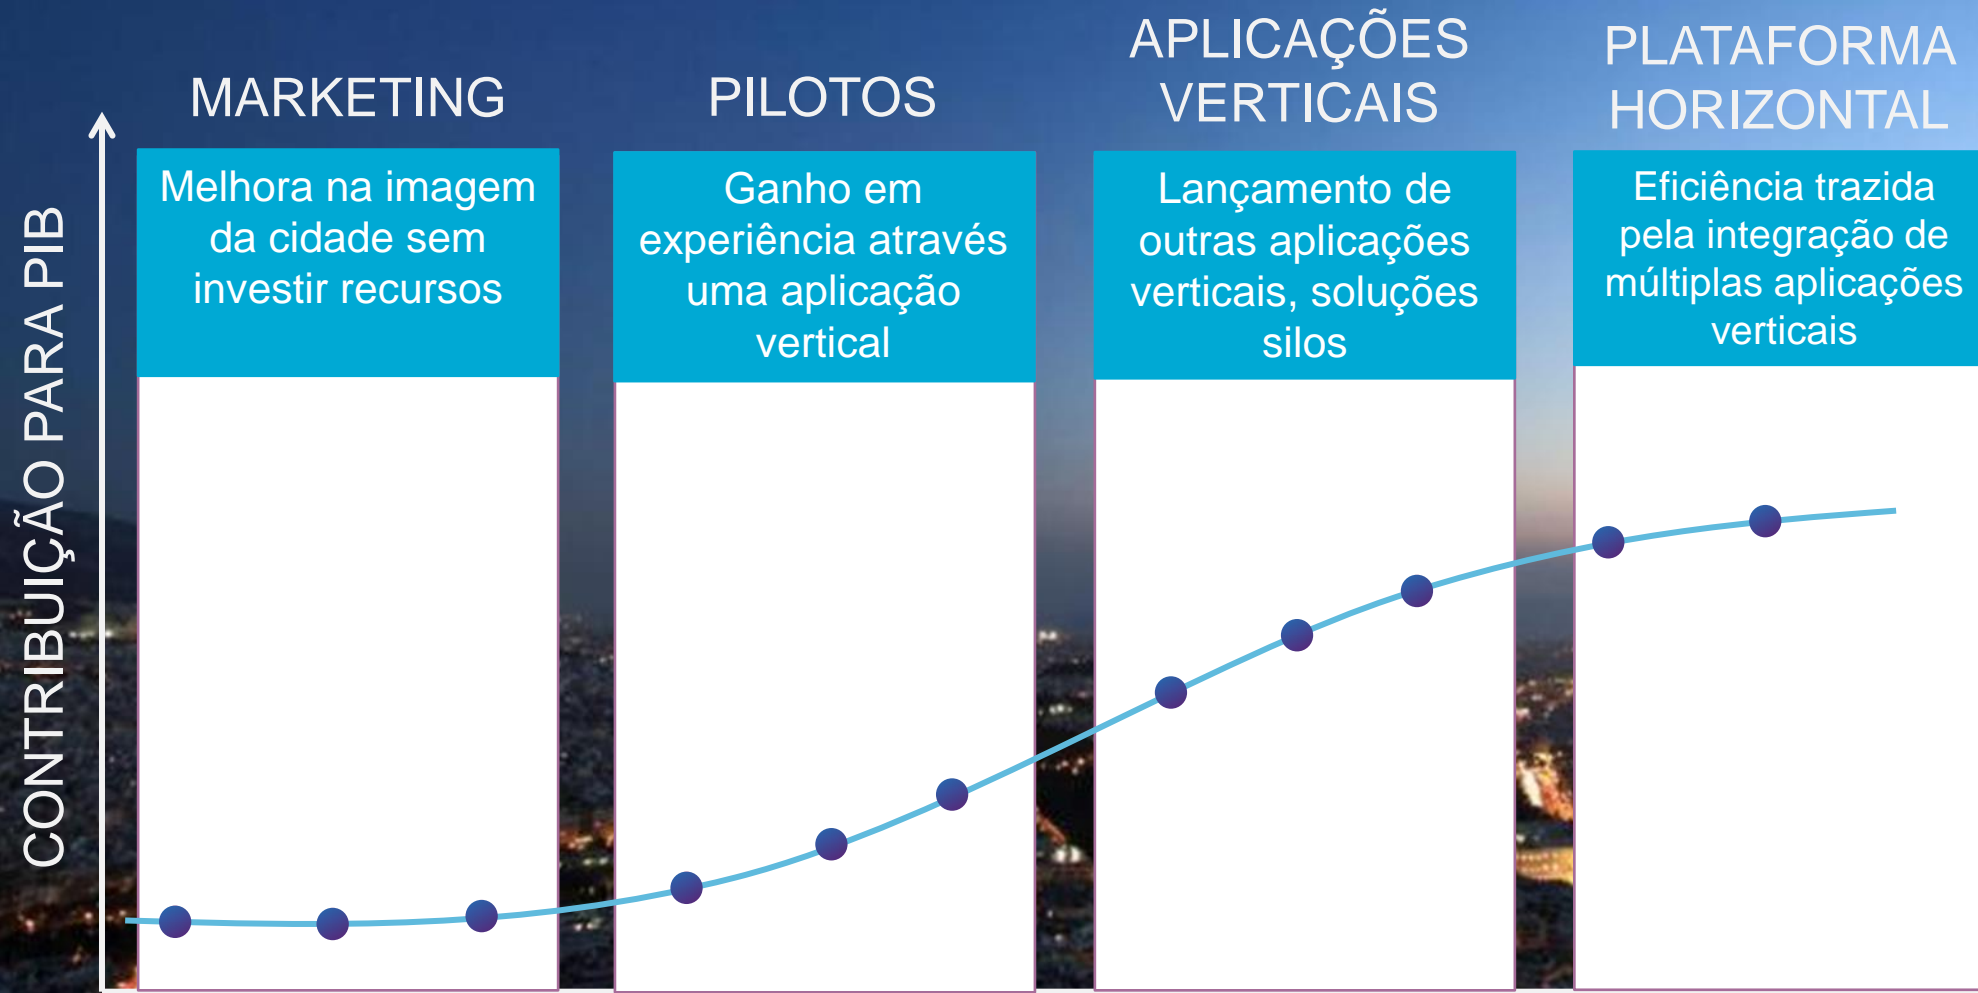 MARKETING
Melhora na imagem
da cidade sem
investir recursos
PILOTOS
Ganho em
experiência através
uma aplicação
vertical
APLICAÇÕES
VERTICAIS
Lançamento de
outras aplicações
verticais, soluções
silos
PLATAFORMA
HORIZONTAL
Eficiência trazida
pela integração de
múltiplas aplicações
verticais
CONTRIBUIÇÃO PARA PIB